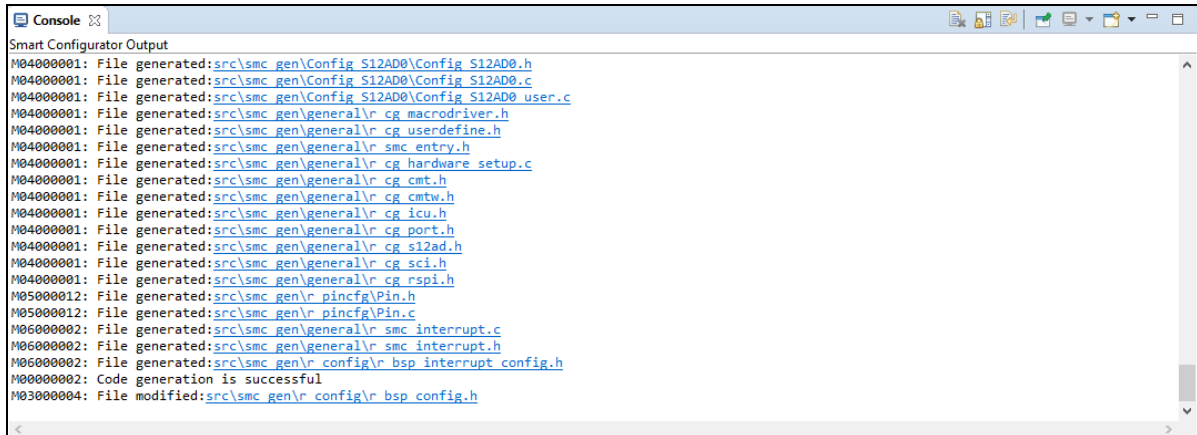 Console
Smart Configurator Output
M04000001: File generated:src\smc_gen\Config_S12AD0\Config_S12AD0.h
M04000001: File generated:src\smc_gen\Config_S12AD0\Config_S12AD0.c
M04000001: File generated:src\smc_gen\Config_S12AD0\Config_S12AD0_user.c
M04000001: File generated:src\smc_gen\general\r_cg_macrodriver.h
M04000001: File generated:src\smc_gen\general\r_cg_userdefine.h
M04000001: File generated:src\smc_gen\general\r_smc_entry.h
M04000001: File generated:src\smc_gen\general\r_cg_hardware_setup.c
M04000001: File generated:src\smc_gen\general\r_cg_cmt.h
M04000001: File generated:src\smc_gen\general\r_cg_cmtw.h
M04000001: File generated:src\smc_gen\general\r_cg_icu.h
M04000001: File generated:src\smc_gen\general\r_cg_port.h
M04000001: File generated:src\smc_gen\general\r_cg_s12ad.h
M04000001: File generated:src\smc_gen\general\r_cg_sci.h
M04000001: File generated:src\smc_gen\general\r_cg_rspi.h
M05000012: File generated:src\smc_gen\r_pincfg\Pin.h
M05000012: File generated:src\smc_gen\r_pincfg\Pin.c
M06000002: File generated:src\smc_gen\general\r_smc_interrupt.c
M06000002: File generated:src\smc_gen\general\r_smc_interrupt.h
M06000002: File generated:src\smc_gen\r_config\r_bsp_interrupt_config.h
M00000002: Code generation is successful
M03000004: File modified:src\smc_gen\r_config\r_bsp_config.h